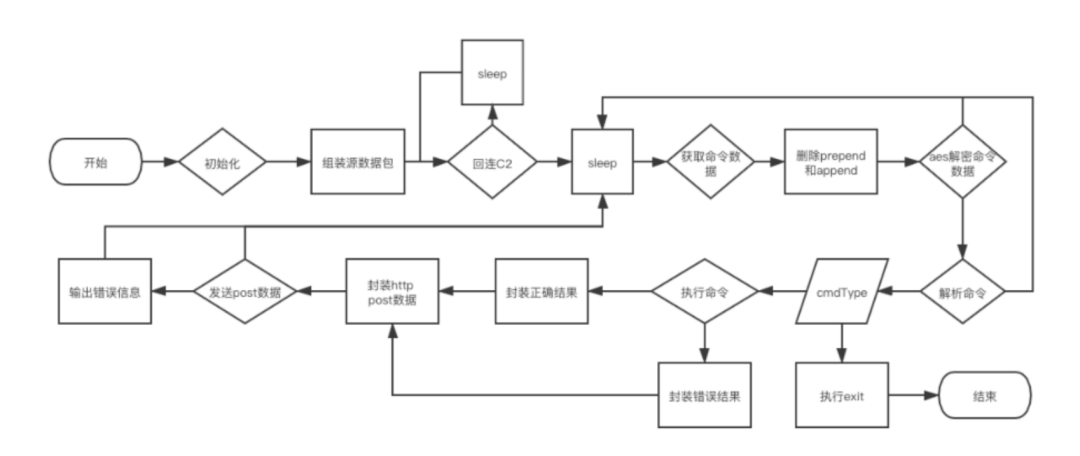 sleep
开始
初始化
组装源数据包
回连C2
sleep
获取命令数
据
删除prepend
和append
aes解密命令
数据
输出错误信息
发送post数据
封装http
post数据
封装正确结果
执行命令
cmdType
解析命令
封装错误结果
执行exit
结束